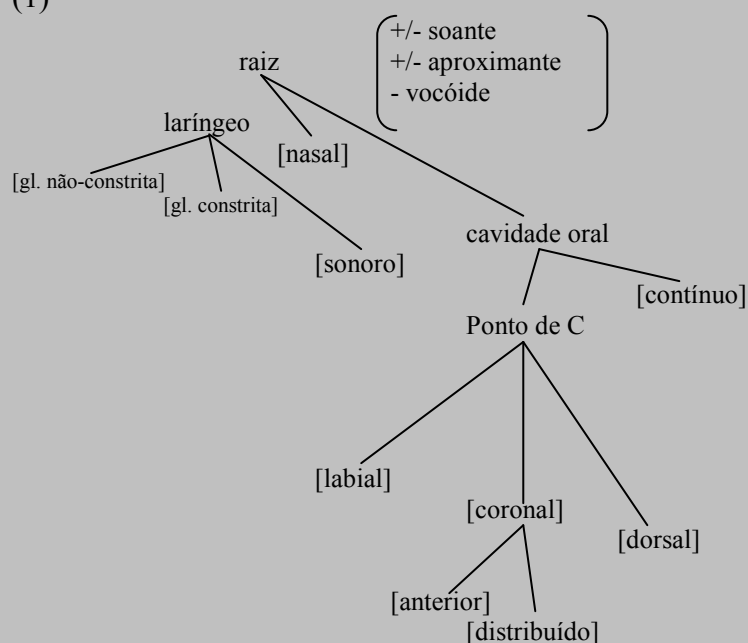 (1)
+/- soante
raiz
+/- aproximante
- vocóide
laríngeo
[nasal]
[gl. não-constrita]
[gl. constrita]
cavidade oral
[sonoro]
[contínuo]
Ponto de C
[labial]
[coronal]
[dorsal]
[anterior]
[distribuído]